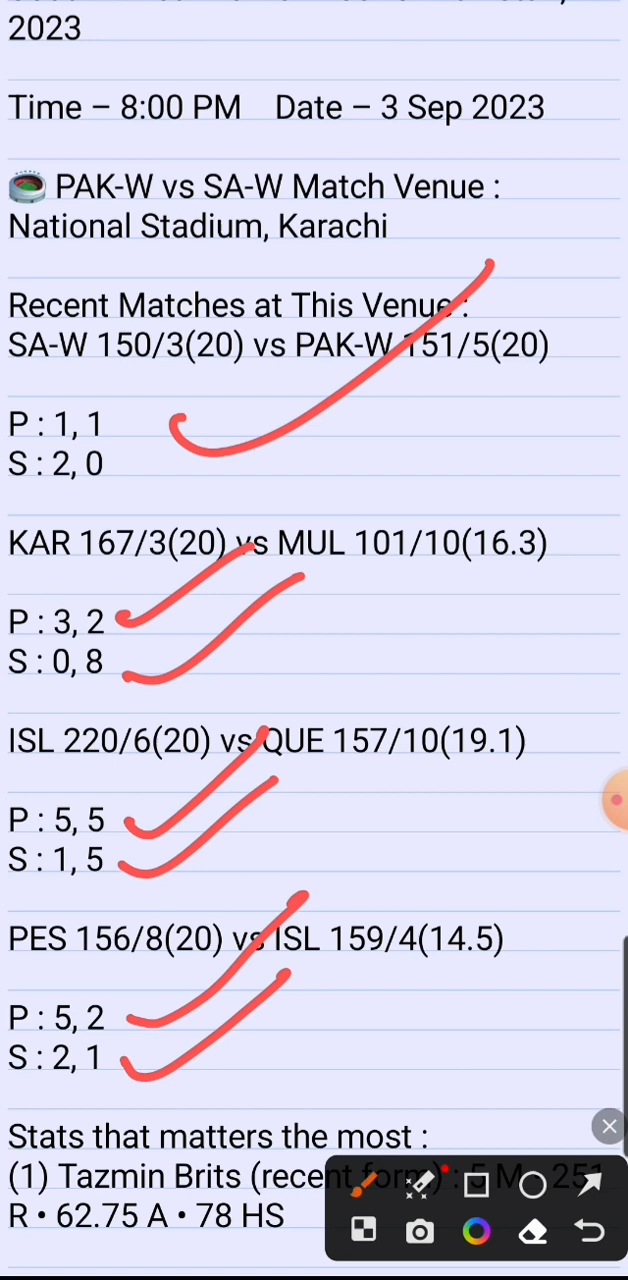 2023
Time – 8:00 PM    Date – 3 Sep 2023
PAK-W vs SA-W Match Venue :
National Stadium, Karachi
Recent Matches at This Venue :
SA-W 150/3(20) vs PAK-W 151/5(20)
P : 1, 1
S : 2, 0
KAR 167/3(20) vs MUL 101/10(16.3)
P : 3, 2
S : 0, 8
ISL 220/6(20) vs QUE 157/10(19.1)
P : 5, 5
S : 1, 5
PES 156/8(20) vs ISL 159/4(14.5)
P : 5, 2
S : 2, 1
Stats that matters the most :
(1) Tazmin Brits (recent form) : 5 M • 251
R • 62.75 A • 78 HS